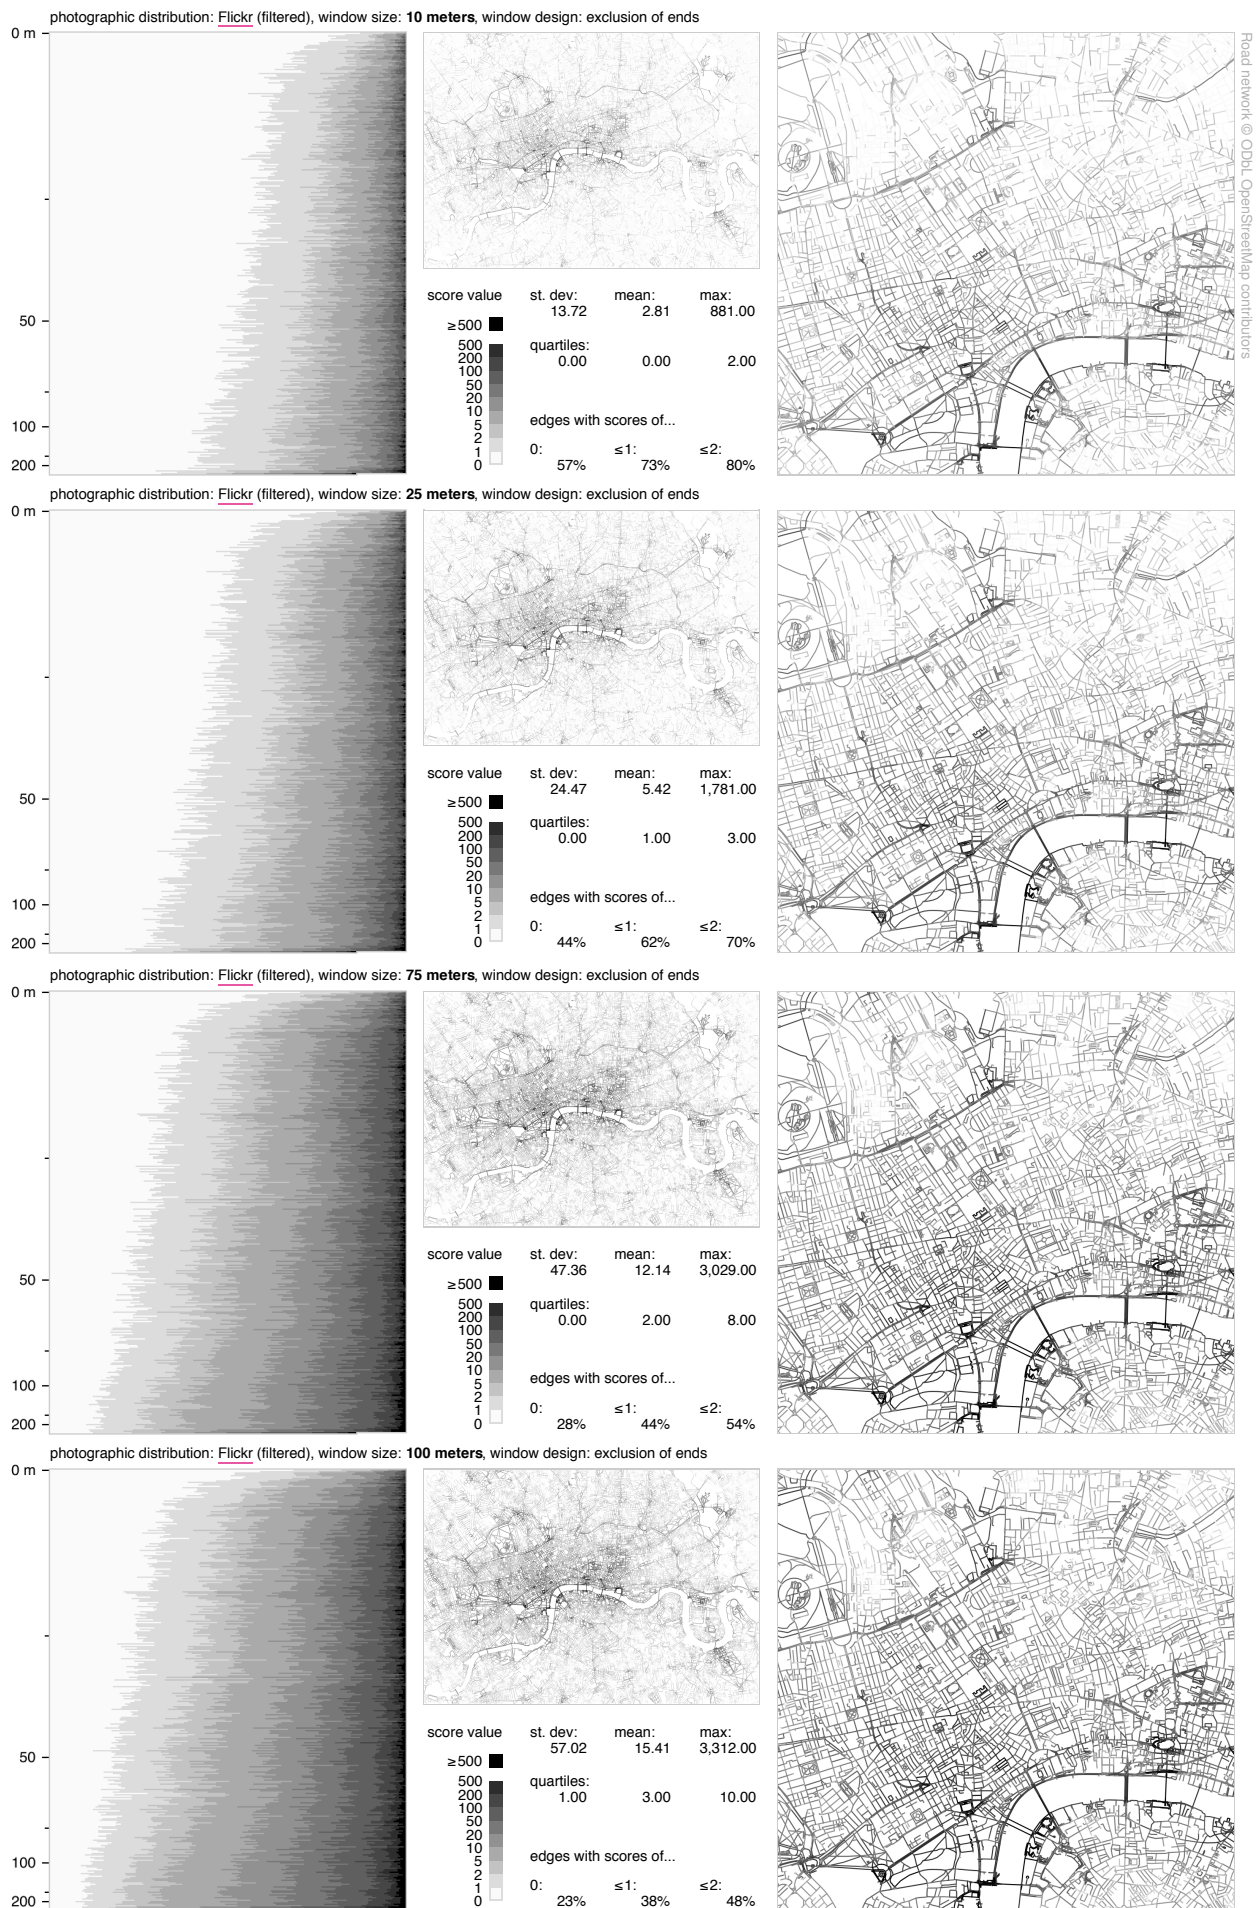 photographic distribution: Flickr (filtered), window size: 10 meters, window design: exclusion of ends
0 m
50
100
200
score value
≥500
500
200
100
50
20
10
5
2
1
0
st. dev: mean: max:
13.72 2.81 881.00
quartiles:
0.00 0.00 2.00
edges with scores of...
0: ≤1: ≤2:
57% 73% 80%
Road network © ODbL OpenStreetMap contributors
photographic distribution: Flickr (filtered), window size: 25 meters, window design: exclusion of ends
0 m
50
100
200
score value
≥500
500
200
100
50
20
10
5
2
1
0
st. dev: mean: max:
24.47 5.42 1,781.00
quartiles:
0.00 1.00 3.00
edges with scores of...
0: ≤1: ≤2:
44% 62% 70%
photographic distribution: Flickr (filtered), window size: 75 meters, window design: exclusion of ends
0 m
50
100
200
score value
≥500
500
200
100
50
20
10
5
2
1
0
st. dev: mean: max:
47.36 12.14 3,029.00
quartiles:
0.00 2.00 8.00
edges with scores of...
0: ≤1: ≤2:
28% 44% 54%
photographic distribution: Flickr (filtered), window size: 100 meters, window design: exclusion of ends
0 m
50
100
200
score value
≥500
500
200
100
50
20
10
5
2
1
0
st. dev: mean: max:
57.02 15.41 3,312.00
quartiles:
1.00 3.00 10.00
edges with scores of...
0: ≤1: ≤2:
23% 38% 48%